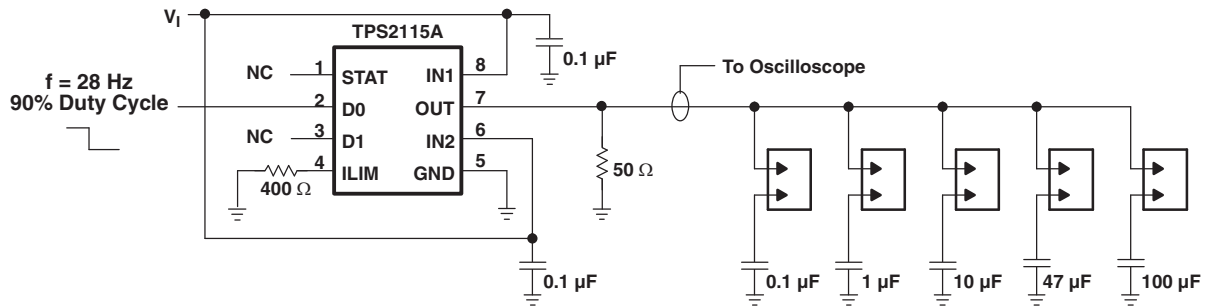 VI
TPS2115A
0.1 µF
f = 28 Hz
90% Duty Cycle
NC 1 STAT IN1 8
2 D0 OUT 7
NC 3 D1 IN2 6
4 ILIM GND 5
400 Ω
To Oscilloscope
50 Ω
0.1 µF
0.1 µF
1 µF
10 µF
47 µF
100 µF